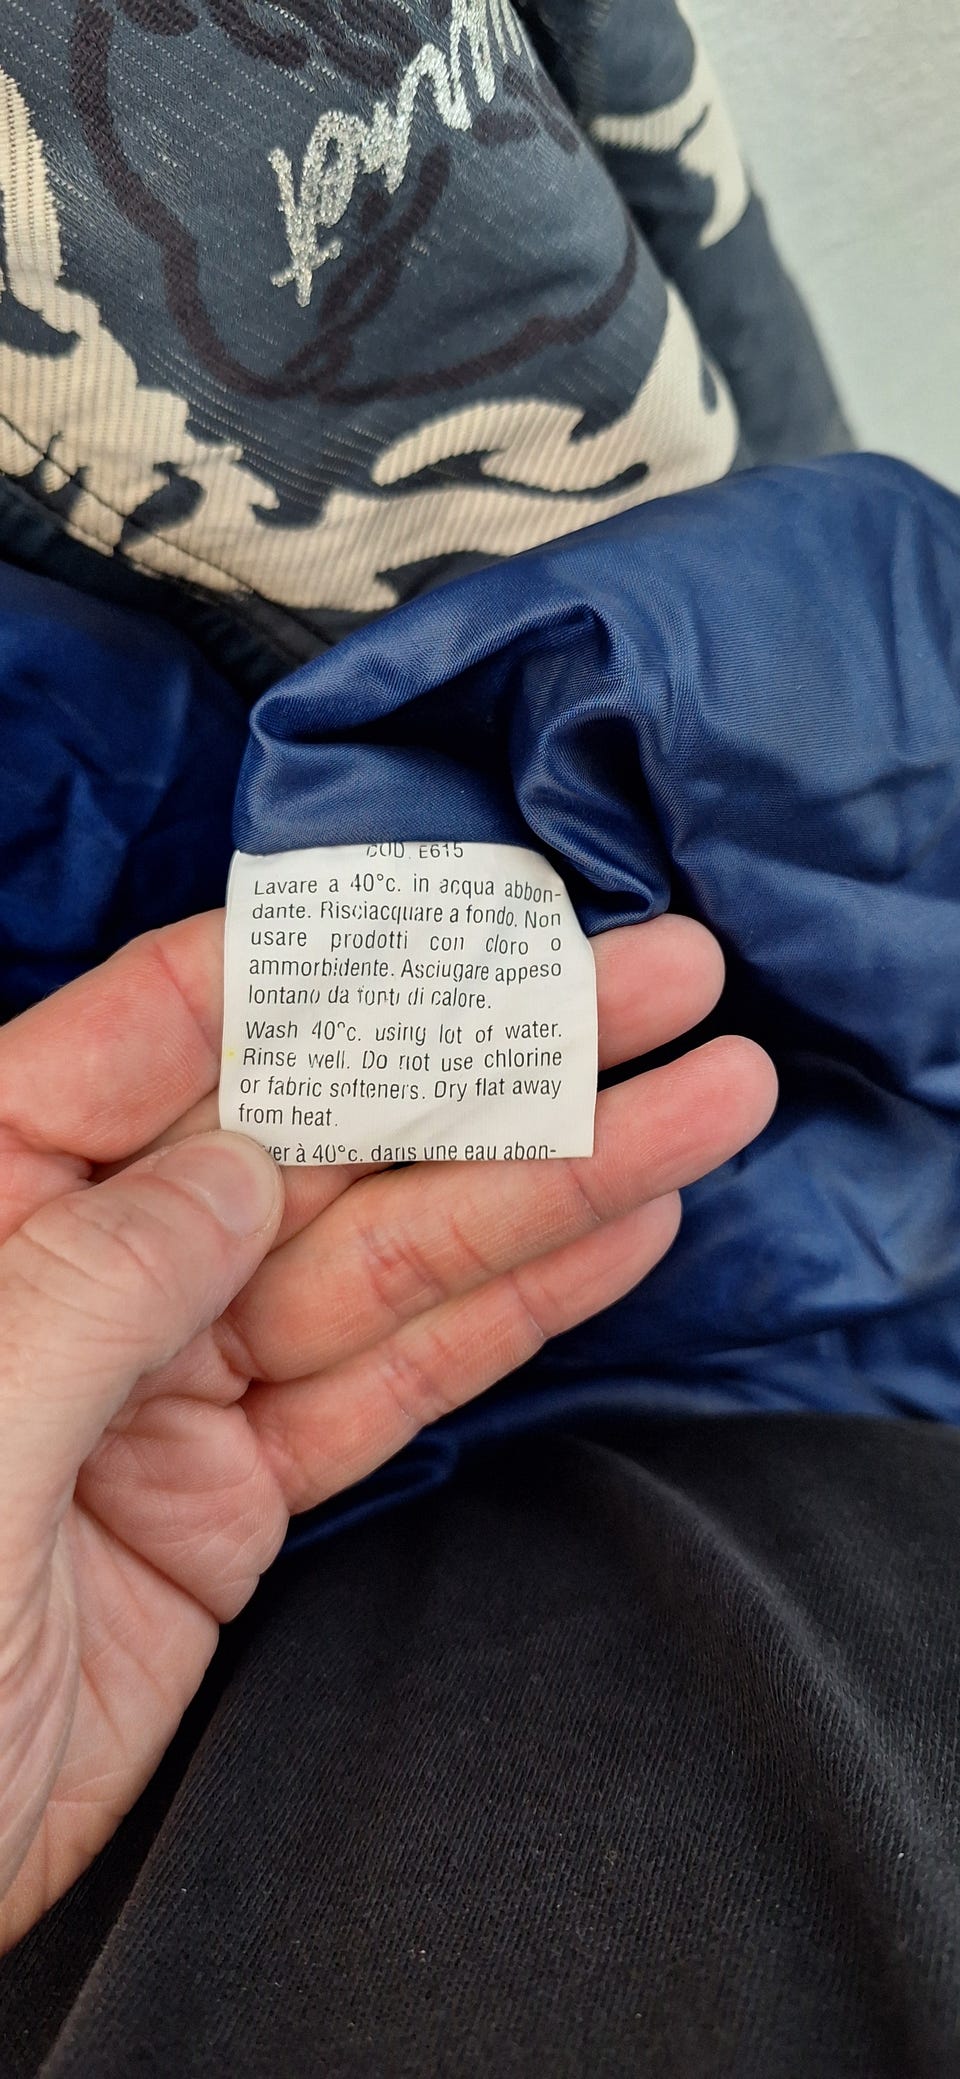 COD. E615
Lavare a 40°c. in acqua abbon-
dante. Risciacquare a fondo. Non
usare prodotti con cloro o
ammorbidente. Asciugare appeso
lontano da fonti di calore.
Wash 40°c. using lot of water.
Rinse well. Do not use chlorine
or fabric softeners. Dry flat away
from heat.
ver à 40°c. dans une eau abon-